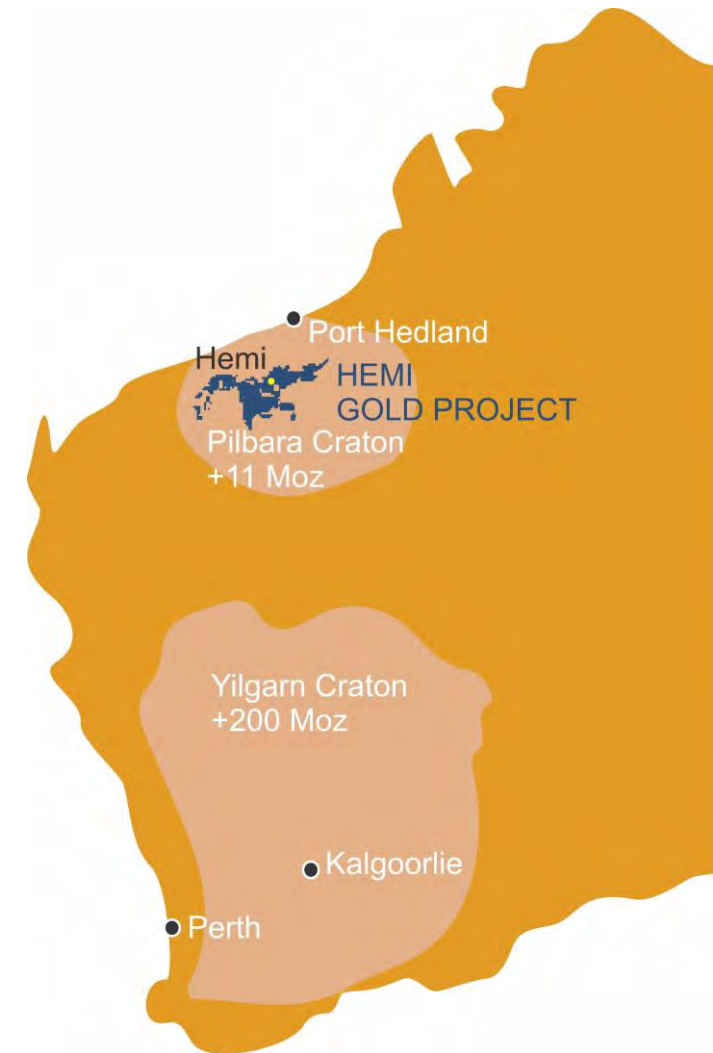 Port Hedland
Hemi
HEMI
GOLD PROJECT
Pilbara Craton
+11 Moz
Yilgarn Craton
+200 Moz
Kalgoorlie
Perth